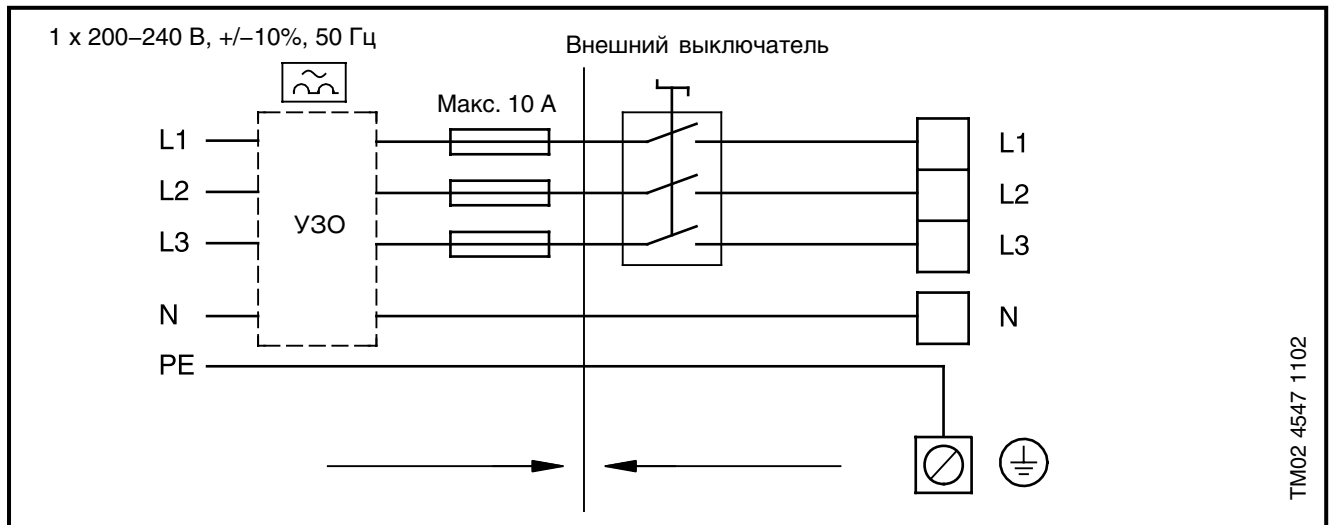 1 x 200–240 В, +/–10%, 50 Гц
Внешний выключатель
Макс. 10 А
L1
L1
L2
L2
УЗО
L3
L3
N
N
PE
TM02 4547 1102